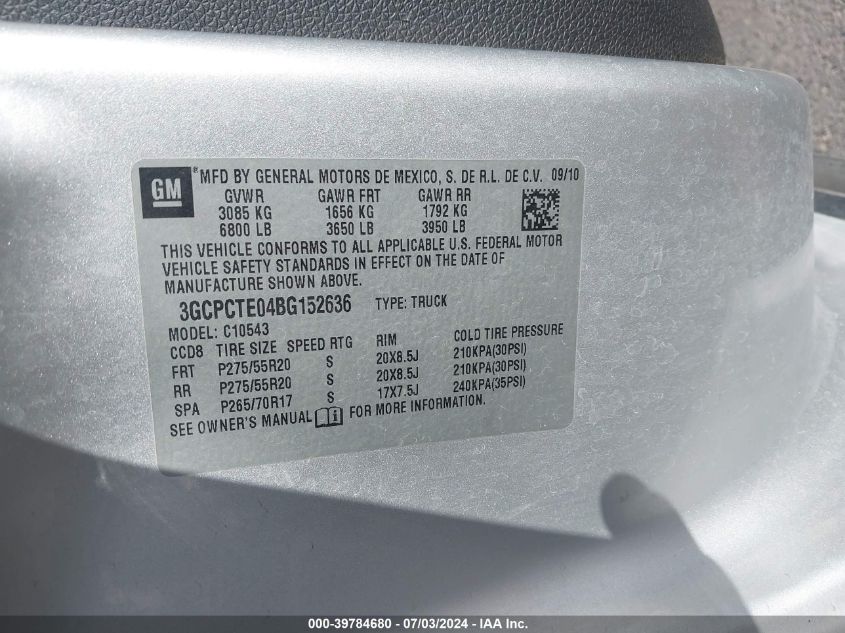 GM ® MFD BY GENERAL MOTORS DE MEXICO, S. DE R.L. DE C.V. 09/10
GVWR GAWR FRT GAWR RR
3085 KG 1656 KG 1792 KG
6800 LB 3650 LB 3950 LB
THIS VEHICLE CONFORMS TO ALL APPLICABLE U.S. FEDERAL MOTOR
VEHICLE SAFETY STANDARDS IN EFFECT ON THE DATE OF
MANUFACTURE SHOWN ABOVE.
3GCPCTE04BG152636 TYPE: TRUCK
MODEL: C10543
CCD8 TIRE SIZE SPEED RTG RIM COLD TIRE PRESSURE
FRT P275/55R20 S 20X8.5J 210KPA(30PSI)
RR P275/55R20 S 20X8.5J 210KPA(30PSI)
SPA P265/70R17 S 17X7.5J 240KPA(35PSI)
SEE OWNER'S MANUAL i FOR MORE INFORMATION.
000-39784680 / 07/03/2024 - IAA Inc.